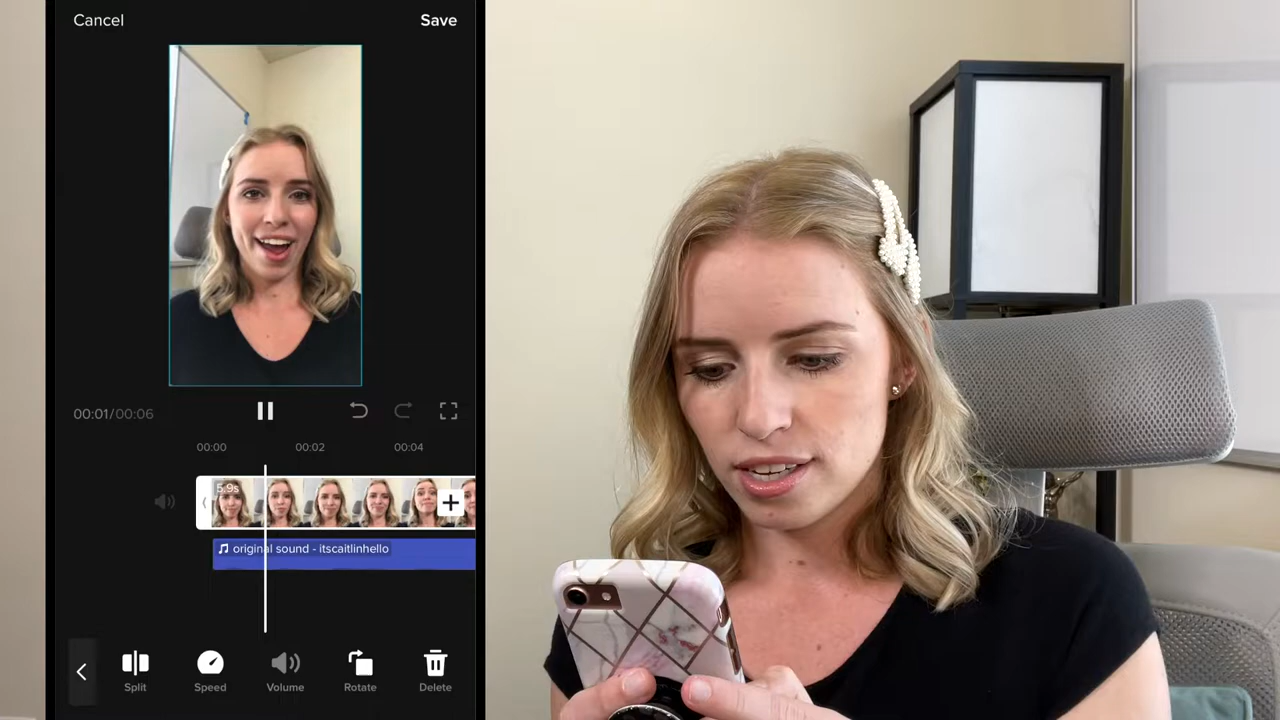 Cancel
Save
00:01/00:06
00:00
00:02
00:04
5.9s
original sound - itscaitlinhello
Split
Speed
Volume
Rotate
Delete